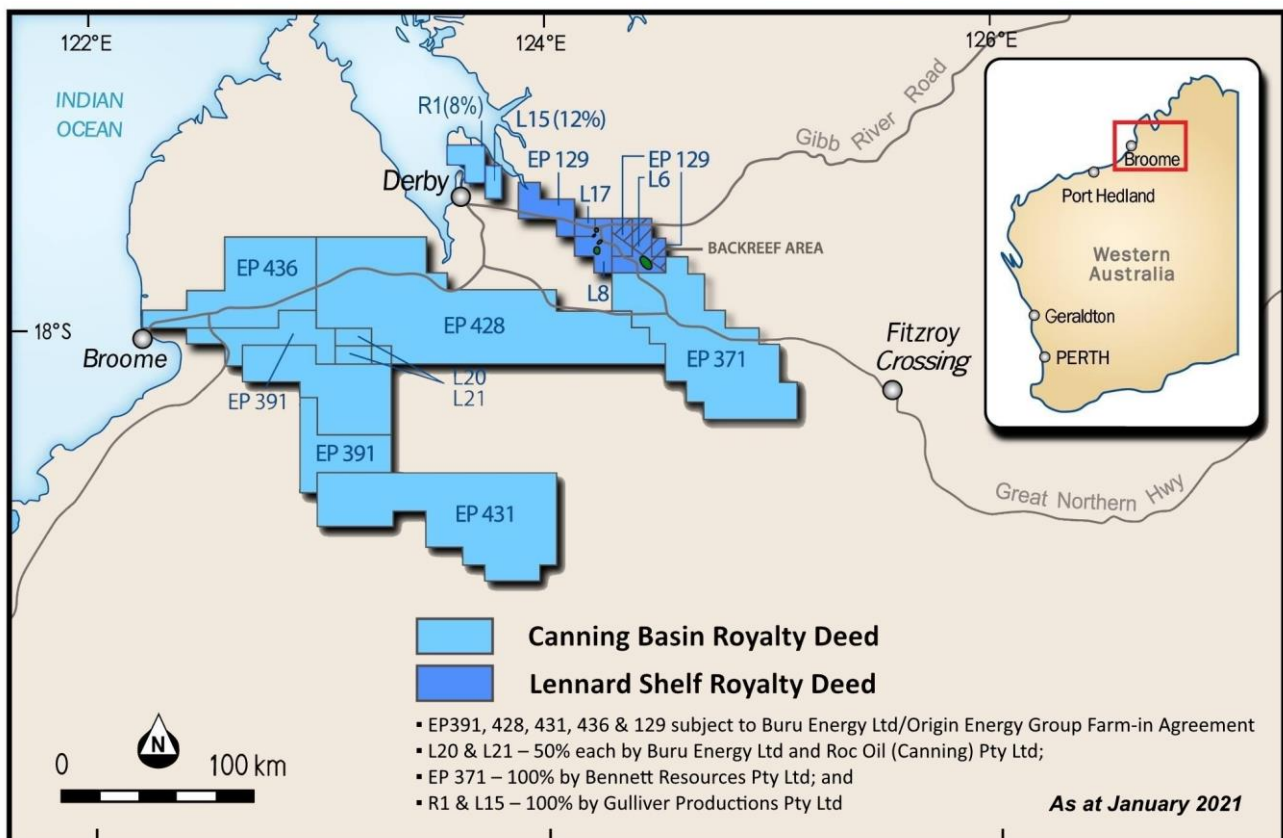 122°E
124°E
126°E
INDIAN
OCEAN
R1(8%)
L15(12%)
EP 129
EP 129
L17
L6
Gibb River Road
Derby
BACKREEF AREA
L8
EP 436
18°S
Broome
EP 428
EP 371
Fitzroy
Crossing
L20
L21
EP 391
EP 391
EP 431
Great Northern Hwy
Broome
Port Hedland
Western
Australia
Geraldton
PERTH
Canning Basin Royalty Deed
Lennard Shelf Royalty Deed
▪ EP391, 428, 431, 436 & 129 subject to Buru Energy Ltd/Origin Energy Group Farm-in Agreement
▪ L20 & L21 – 50% each by Buru Energy Ltd and Roc Oil (Canning) Pty Ltd;
▪ EP 371 – 100% by Bennett Resources Pty Ltd; and
▪ R1 & L15 – 100% by Gulliver Productions Pty Ltd
As at January 2021
N
0 100 km